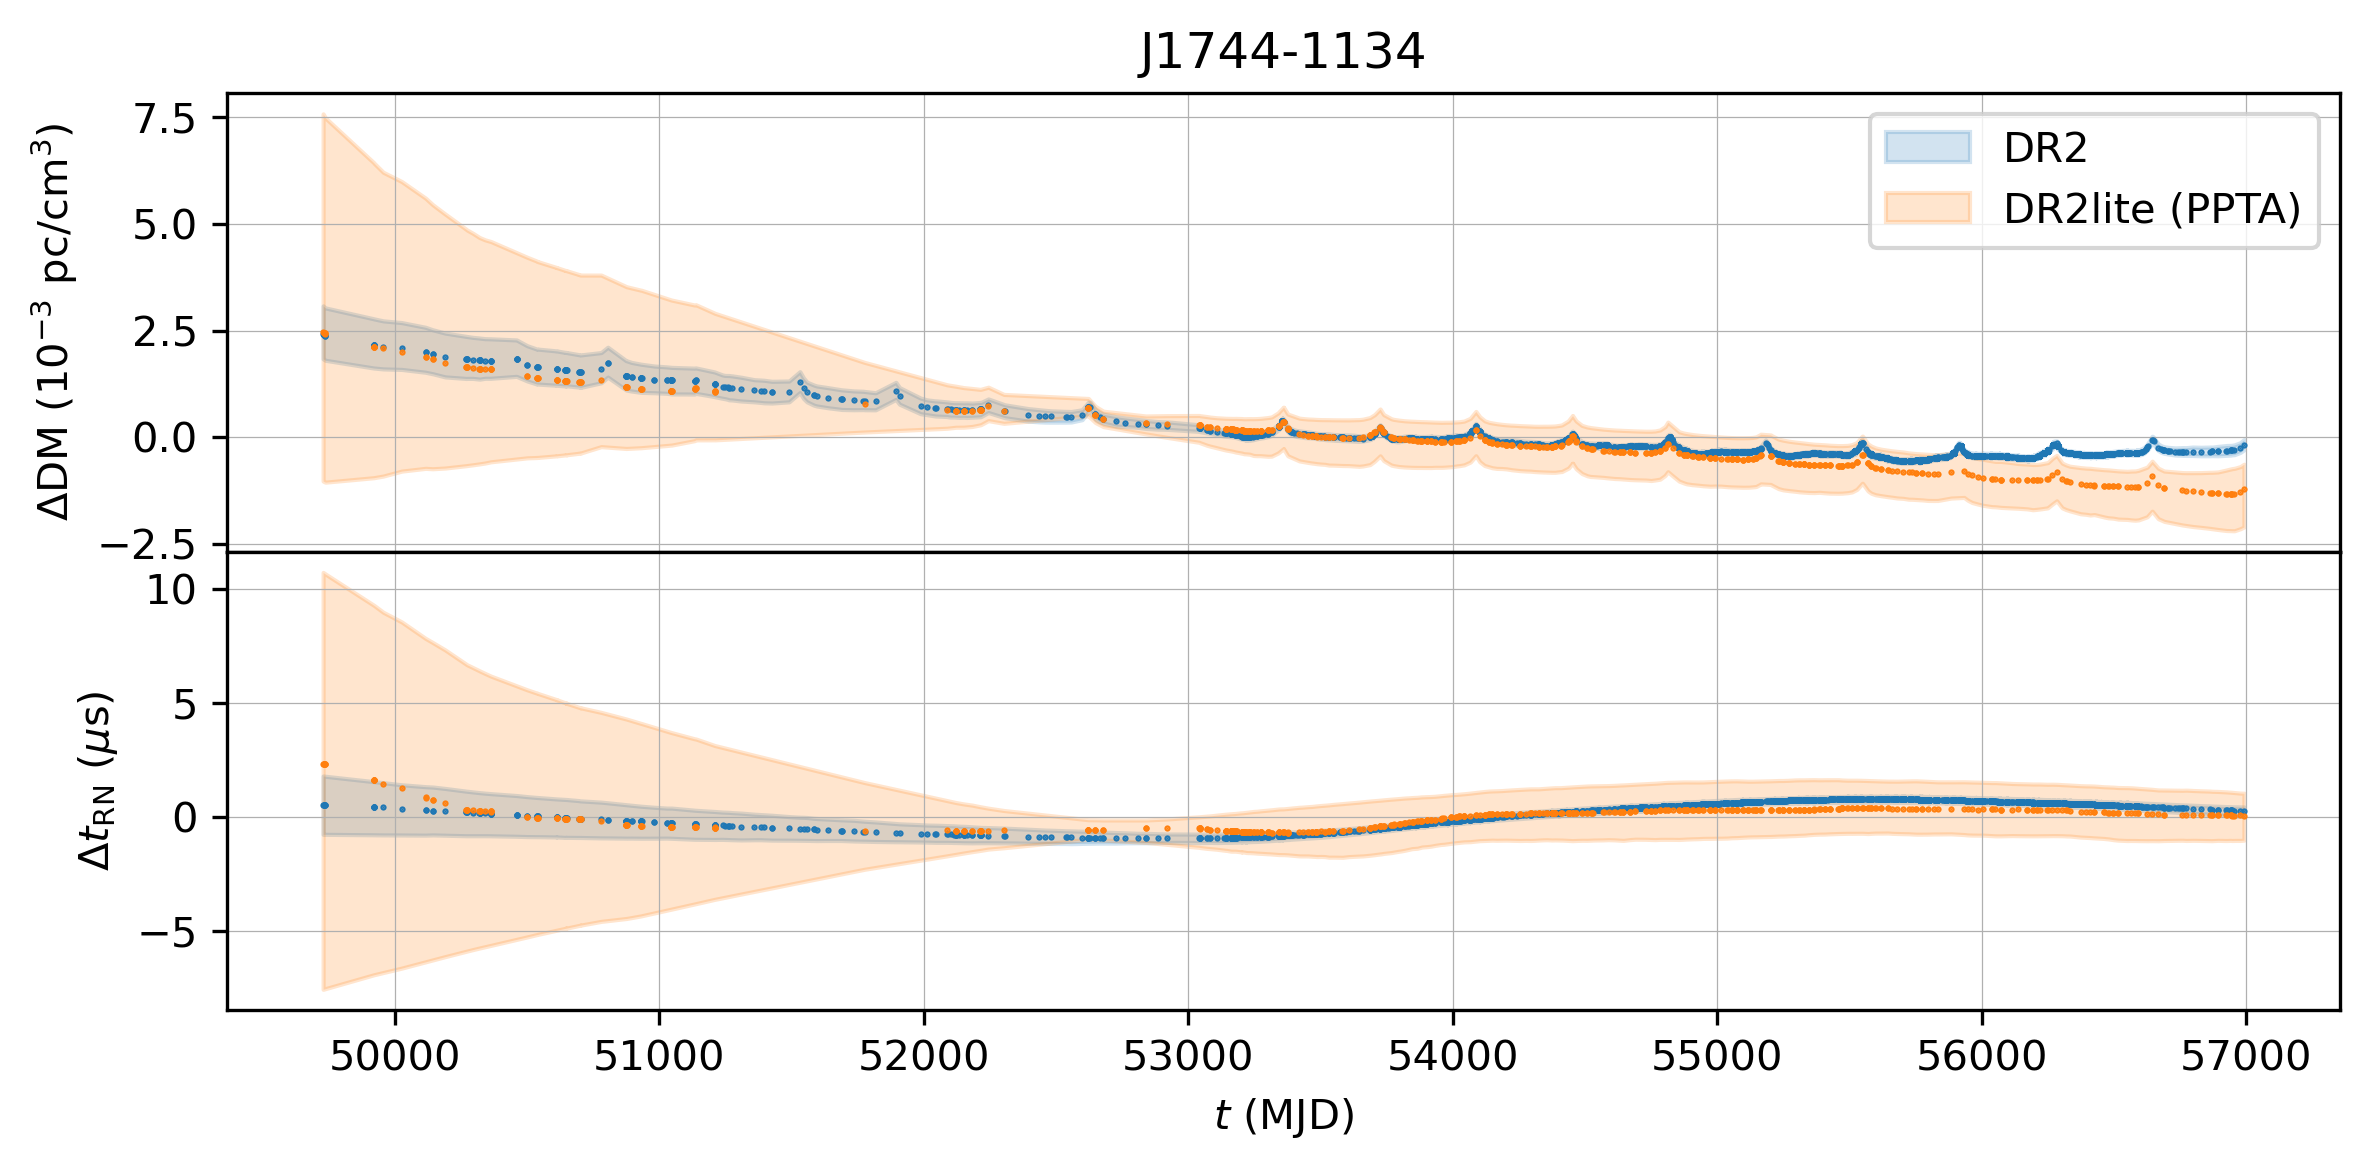 J1744-1134
ΔDM (10⁻³ pc/cm³)
7.5
5.0
2.5
0.0
−2.5
DR2
DR2lite (PPTA)
Δt_RN (μs)
10
5
0
−5
50000 51000 52000 53000 54000 55000 56000 57000
t (MJD)